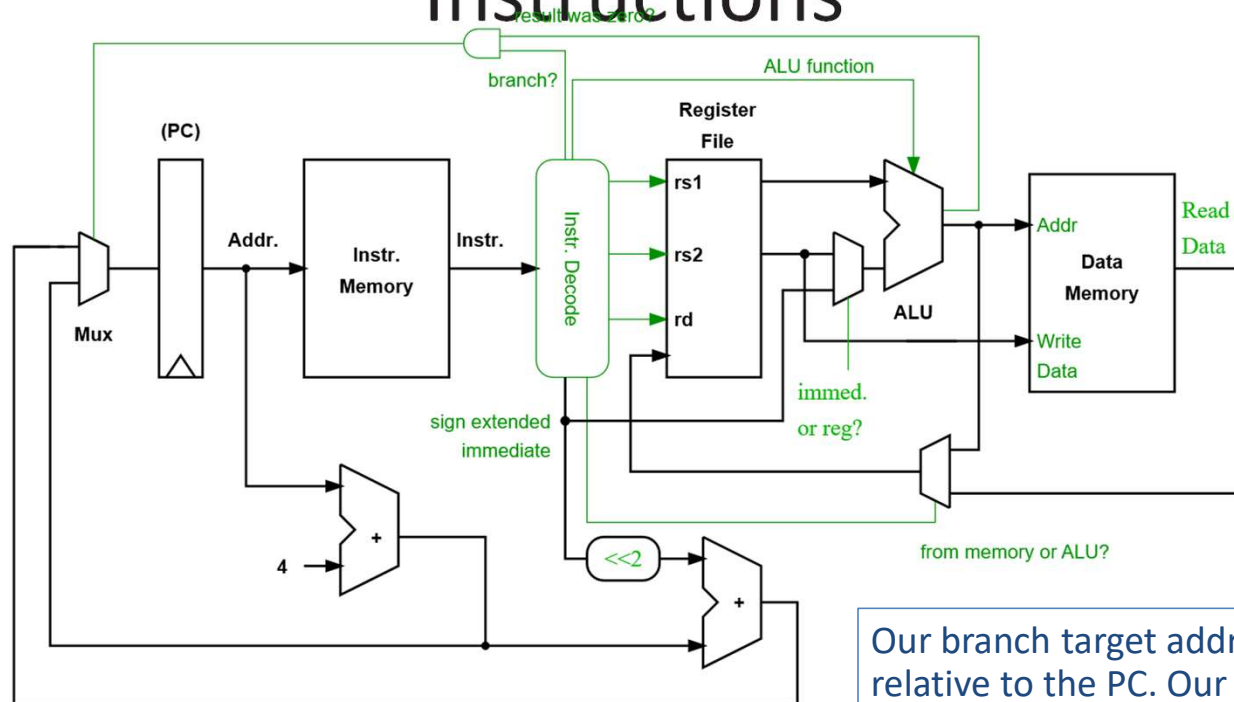 Instructions
result was zero?
branch?
ALU function
Register
File
(PC)
rs1
Addr.
Instr.
Instr.
Memory
Instr. Decode
rs2
rd
Mux
ALU
Addr
Read
Data
Data
Memory
Write
Data
immed.
or reg?
sign extended
immediate
+
4
<<2
+
from memory or ALU?
Our branch target addr
relative to the PC. Our